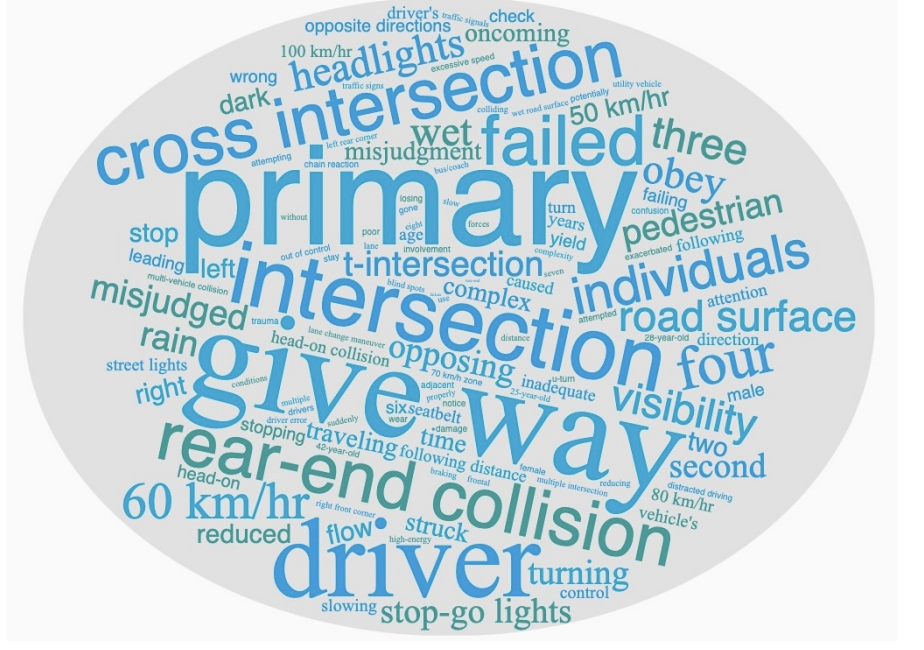 driver's
traffic signals
check
opposite directions
oncoming
100 km/hr
headlights
excessive speed
wrong
traffic signs
utility vehicle
dark
cross intersection
colliding
wet road surface
potentially
50 km/hr
left rear corner
wet
failed
three
attempting
chain reaction
misjudgment
bus/coach
obey
primary
losing
gone
slow
failing
confusion
pedestrian
without
eight
forces
turn
years
yield
poor
age
stop
out of control
lane
involvement
complexity
exacerbated
following
leading
left
stay
t-intersection
caused
seven
individuals
multi-vehicle collision
intersection
blind spots
use
complex
attention
misjudged
trauma
lane change maneuver
distance
attempted
road surface
rain
head-on collision
opposing
28-year-old
direction
street lights
give way
70 km/h zone
u-turn
four
right
conditions
adjacent
inadequate
male
multiple
drivers
properly
notice
25-year-old
visibility
driver error
suddenly
six
seatbelt
wear
damage
stopping
traveling
time
two
rear-end collision
42-year-old
following distance
female
second
head-on
braking
frontal
multiple intersection
reducing
distracted driving
60 km/hr
80 km/hr
right front corner
vehicle's
reduced
flow
struck
high-energy
driver
turning
control
slowing
stop-go lights